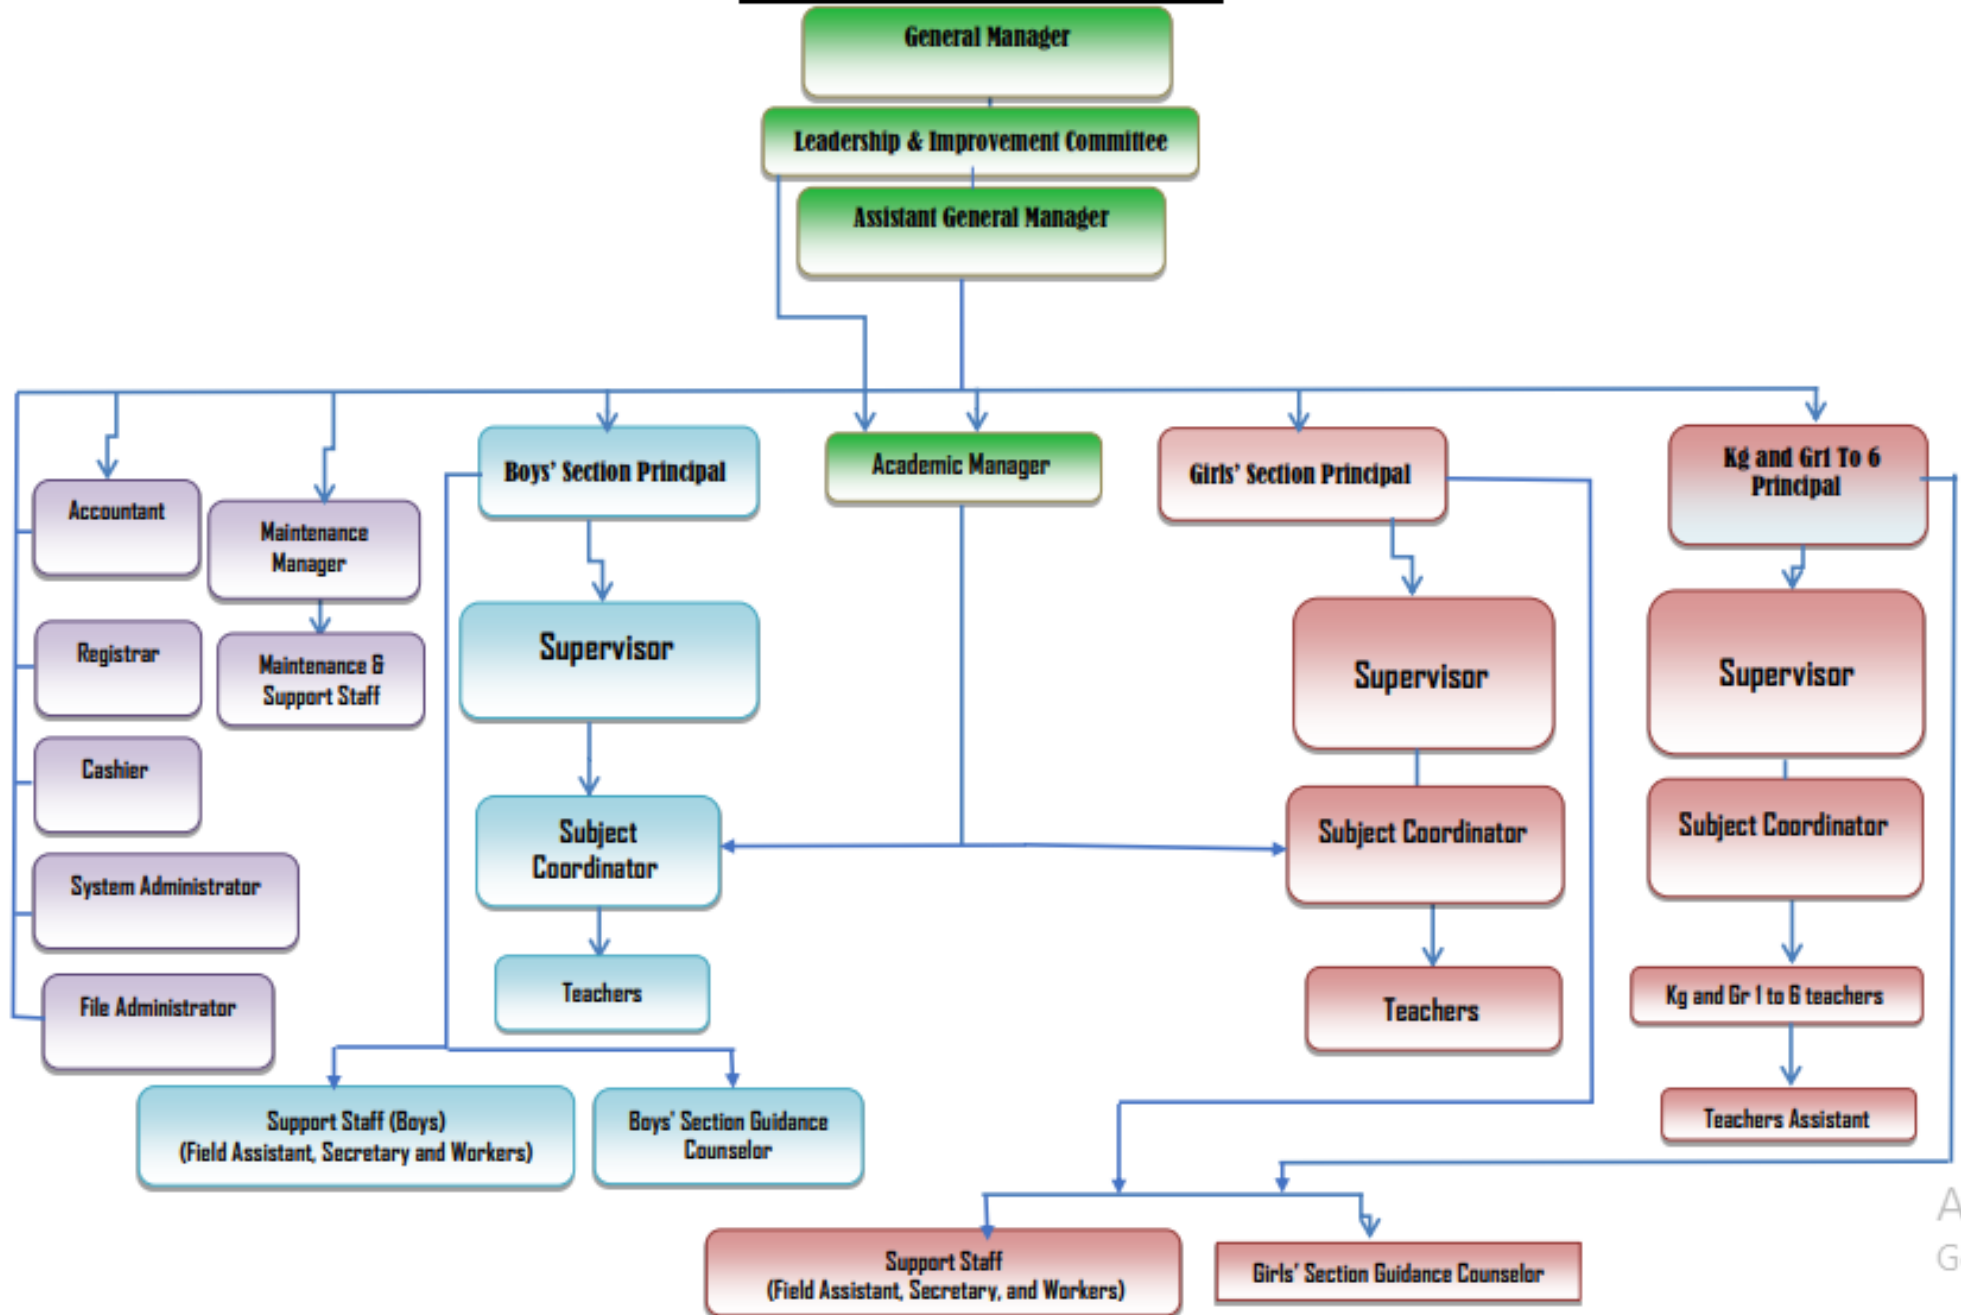 General Manager
Leadership & Improvement Committee
Assistant General Manager
Boys' Section Principal
Academic Manager
Girls' Section Principal
Kg and Gr1 To 6
Principal
Accountant
Maintenance
Manager
Registrar
Maintenance &
Support Staff
Cashier
System Administrator
File Administrator
Supervisor
Subject
Coordinator
Teachers
Support Staff (Boys)
(Field Assistant, Secretary and Workers)
Boys' Section Guidance
Counselor
Supervisor
Subject Coordinator
Teachers
Supervisor
Subject Coordinator
Kg and Gr 1 to 6 teachers
Teachers Assistant
Support Staff
(Field Assistant, Secretary, and Workers)
Girls' Section Guidance Counselor